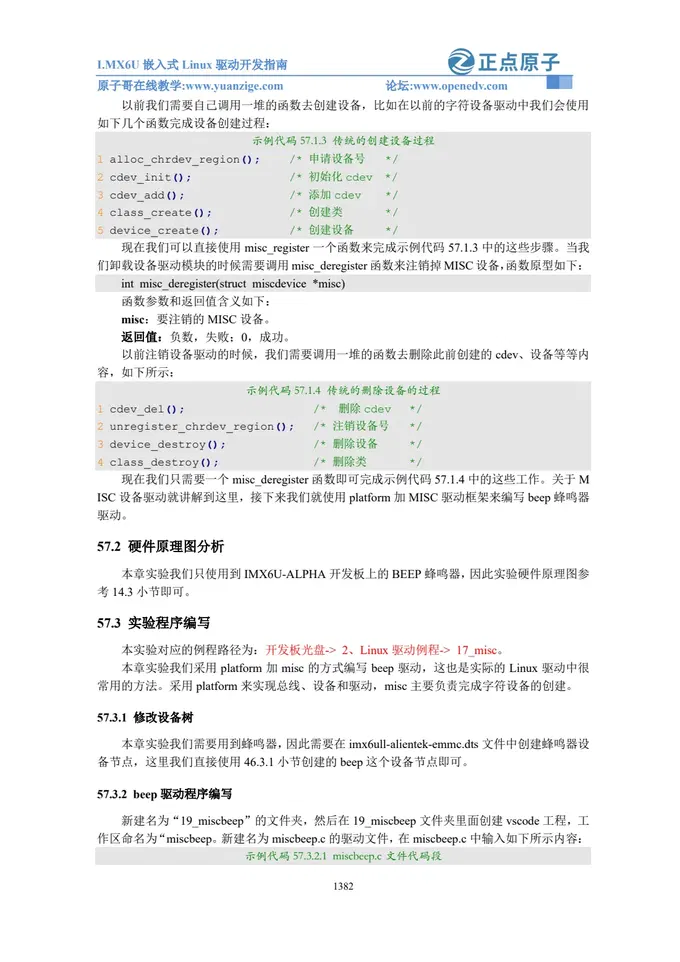 I.MX6U 嵌入式 Linux 驱动开发指南
正点原子
原子哥在线教学:www.yuanzige.com 论坛:www.openedv.com
以前我们需要自己调用一堆的函数去创建设备，比如在以前的字符设备驱动中我们会使用
如下几个函数完成设备创建过程：
示例代码 57.1.3 传统的创建设备过程
1 alloc_chrdev_region(); /* 申请设备号 */
2 cdev_init(); /* 初始化 cdev */
3 cdev_add(); /* 添加 cdev */
4 class_create(); /* 创建类 */
5 device_create(); /* 创建设备 */
现在我们可以直接使用 misc_register 一个函数来完成示例代码 57.1.3 中的这些步骤。当我
们卸载设备驱动模块的时候需要调用 misc_deregister 函数来注销掉 MISC 设备，函数原型如下：
int misc_deregister(struct miscdevice *misc)
函数参数和返回值含义如下：
misc：要注销的 MISC 设备。
返回值：负数，失败；0，成功。
以前注销设备驱动的时候，我们需要调用一堆的函数去删除此前创建的 cdev、设备等等内
容，如下所示：
示例代码 57.1.4 传统的删除设备的过程
1 cdev_del(); /* 删除 cdev */
2 unregister_chrdev_region(); /* 注销设备号 */
3 device_destroy(); /* 删除设备 */
4 class_destroy(); /* 删除类 */
现在我们只需要一个 misc_deregister 函数即可完成示例代码 57.1.4 中的这些工作。关于 M
ISC 设备驱动就讲解到这里，接下来我们就使用 platform 加 MISC 驱动框架来编写 beep 蜂鸣器
驱动。
57.2 硬件原理图分析
本章实验我们只使用到 IMX6U-ALPHA 开发板上的 BEEP 蜂鸣器，因此实验硬件原理图参
考 14.3 小节即可。
57.3 实验程序编写
本实验对应的例程路径为：开发板光盘-> 2、Linux 驱动例程-> 17_misc。
本章实验我们采用 platform 加 misc 的方式编写 beep 驱动，这也是实际的 Linux 驱动中很
常用的方法。采用 platform 来实现总线、设备和驱动，misc 主要负责完成字符设备的创建。
57.3.1 修改设备树
本章实验我们需要用到蜂鸣器，因此需要在 imx6ull-alientek-emmc.dts 文件中创建蜂鸣器设
备节点，这里我们直接使用 46.3.1 小节创建的 beep 这个设备节点即可。
57.3.2 beep 驱动程序编写
新建名为“19_miscbeep”的文件夹，然后在 19_miscbeep 文件夹里面创建 vscode 工程，工
作区命名为“miscbeep。新建名为 miscbeep.c 的驱动文件，在 miscbeep.c 中输入如下所示内容：
示例代码 57.3.2.1 miscbeep.c 文件代码段
1382